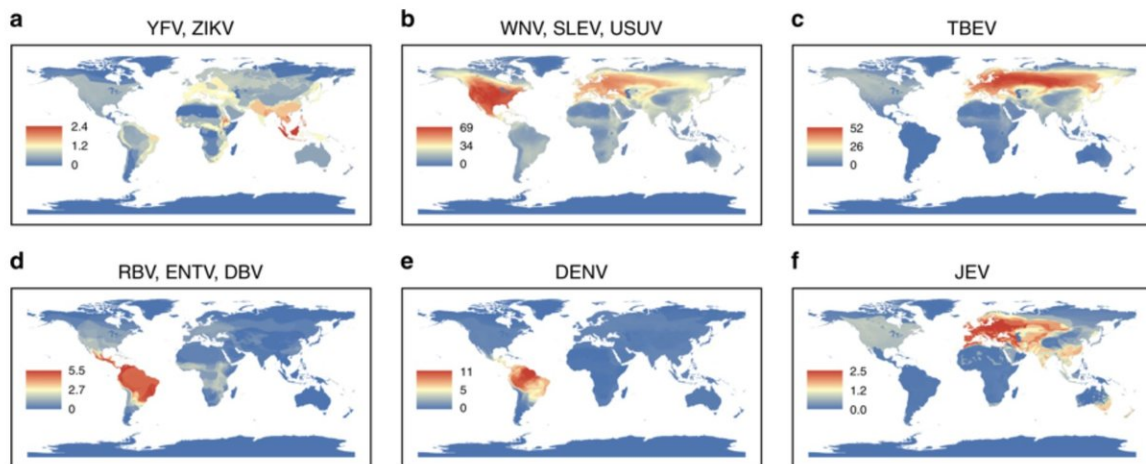 a
YFV, ZIKV
2.4
1.2
0
b
WNV, SLEV, USUV
69
34
0
c
TBEV
52
26
0
d
RBV, ENTV, DBV
5.5
2.7
0
e
DENV
11
5
0
f
JEV
2.5
1.2
0.0